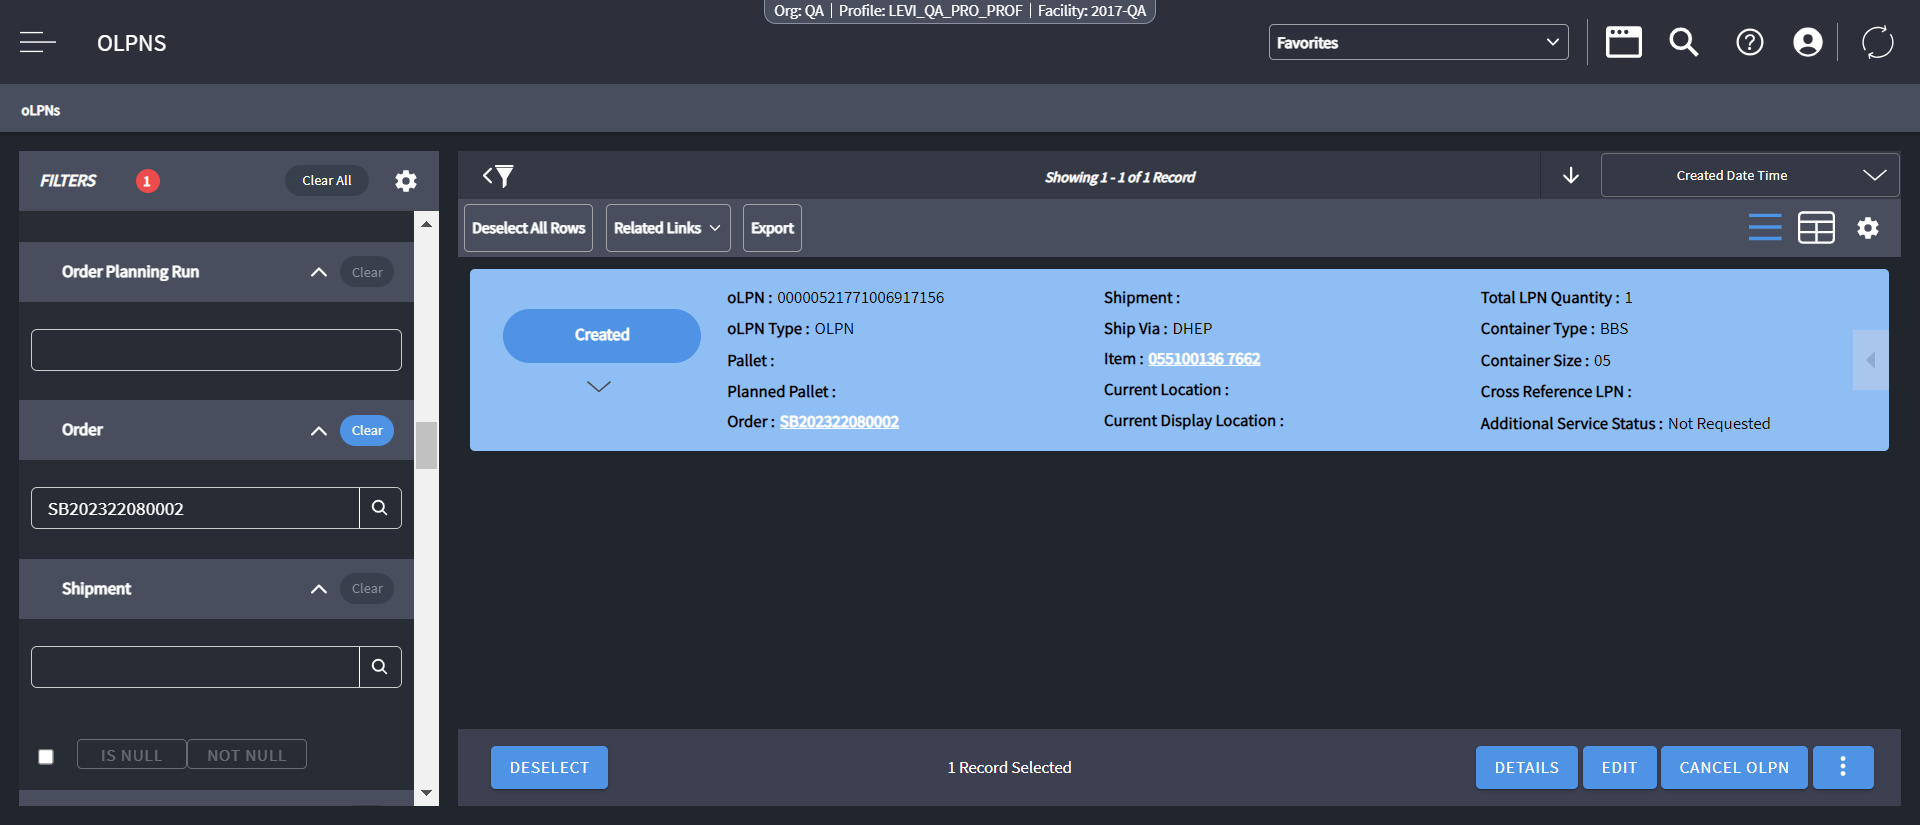 Org: QA | Profile: LEVI_QA_PRO_PROF | Facility: 2017-QA
OLPNS
Favorites
oLPNs
FILTERS
1
Clear All
Order Planning Run
Clear
Order
Clear
SB202322080002
Shipment
Clear
IS NULL
NOT NULL
Showing 1 - 1 of 1 Record
Created Date Time
Deselect All Rows
Related Links
Export
Created
oLPN : 00000521771006917156
oLPN Type : OLPN
Pallet :
Planned Pallet :
Order : SB202322080002
Shipment :
Ship Via : DHEP
Item : 055100136 7662
Current Location :
Current Display Location :
Total LPN Quantity : 1
Container Type : BBS
Container Size : 05
Cross Reference LPN :
Additional Service Status : Not Requested
DESELECT
1 Record Selected
DETAILS
EDIT
CANCEL OLPN